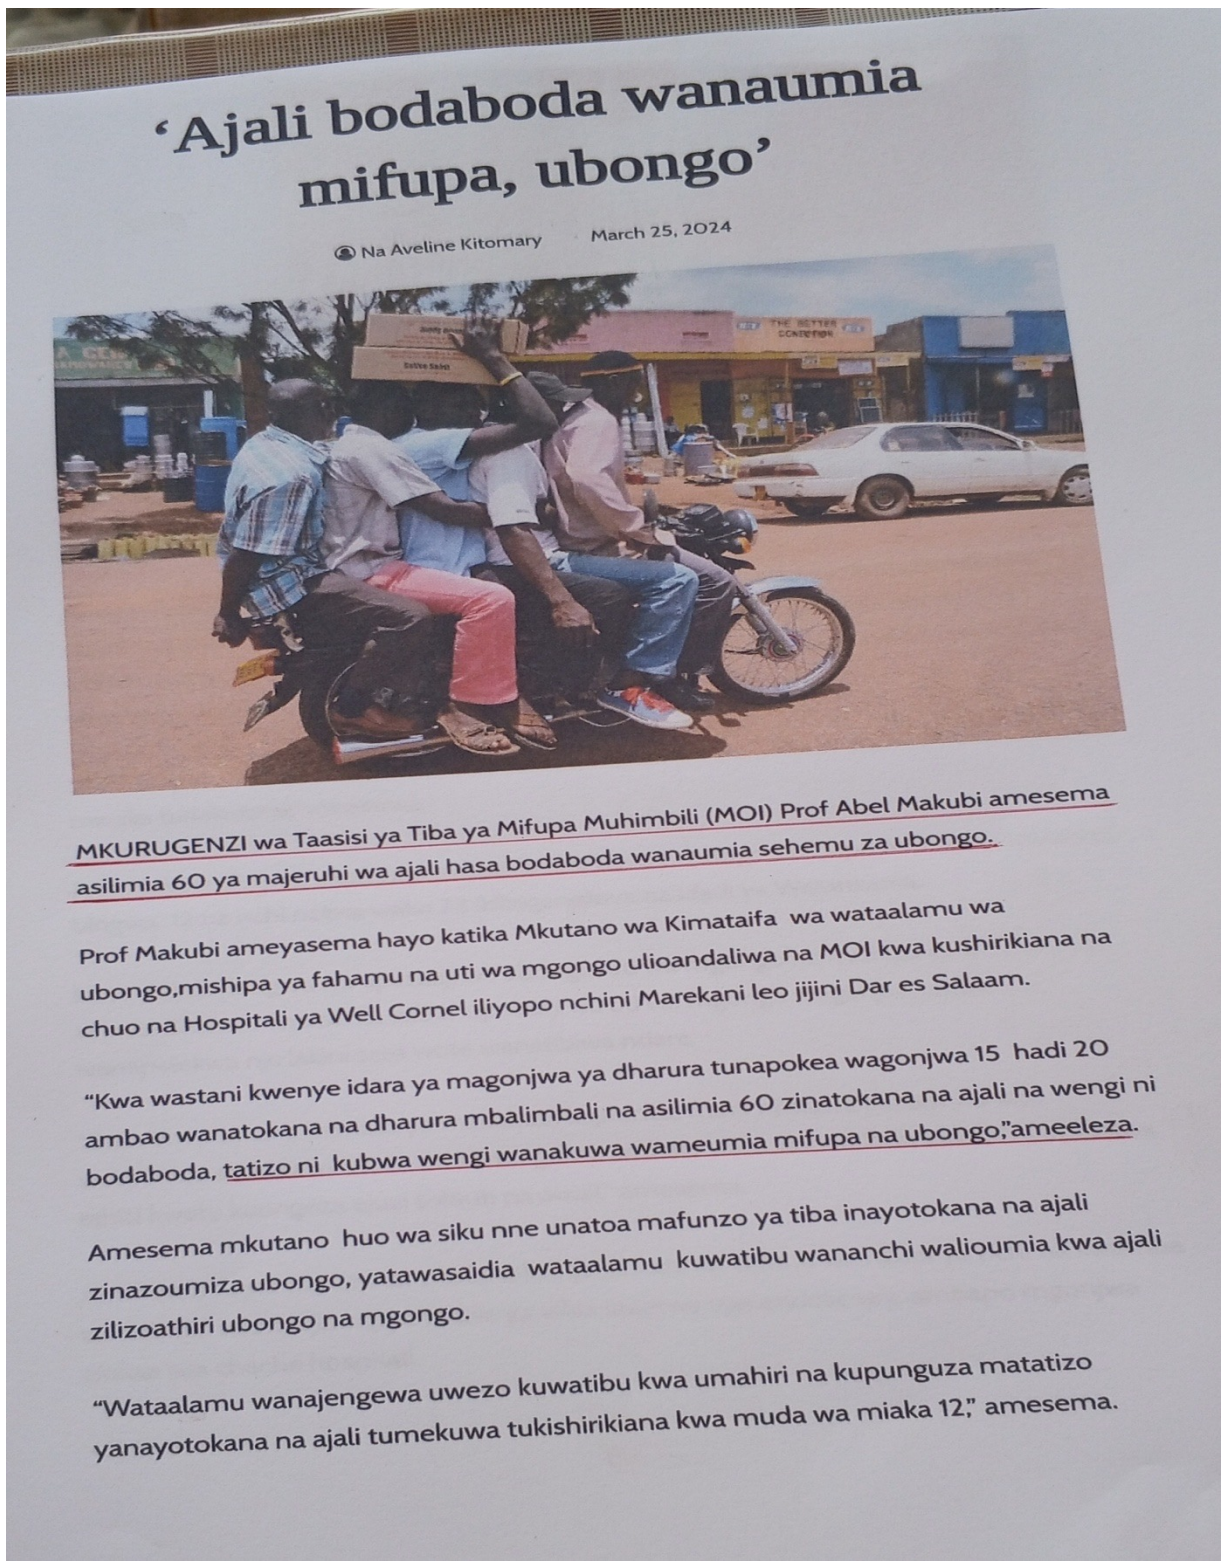 ‘Ajali bodaboda wanaumia
mifupa, ubongo’
Na Aveline Kitomary March 25, 2024
THE BETTER
CONECTION
MKURUGENZI wa Taasisi ya Tiba ya Mifupa Muhimbili (MOI) Prof Abel Makubi amesema
asilimia 60 ya majeruhi wa ajali hasa bodaboda wanaumia sehemu za ubongo.
Prof Makubi ameyasema hayo katika Mkutano wa Kimataifa wa wataalamu wa
ubongo,mishipa ya fahamu na uti wa mgongo ulioandaliwa na MOI kwa kushirikiana na
chuo na Hospitali ya Well Cornel iliyopo nchini Marekani leo jijini Dar es Salaam.
“Kwa wastani kwenye idara ya magonjwa ya dharura tunapokea wagonjwa 15 hadi 20
ambao wanatokana na dharura mbalimbali na asilimia 60 zinatokana na ajali na wengi ni
bodaboda, tatizo ni kubwa wengi wanakuwa wameumia mifupa na ubongo,”ameeleza.
Amesema mkutano huo wa siku nne unatoa mafunzo ya tiba inayotokana na ajali
zinazoumiza ubongo, yatawasaidia wataalamu kuwatibu wananchi walioumia kwa ajali
zilizoathiri ubongo na mgongo.
“Wataalamu wanajengewa uwezo kuwatibu kwa umahiri na kupunguza matatizo
yanayotokana na ajali tumekuwa tukishirikiana kwa muda wa miaka 12,” amesema.